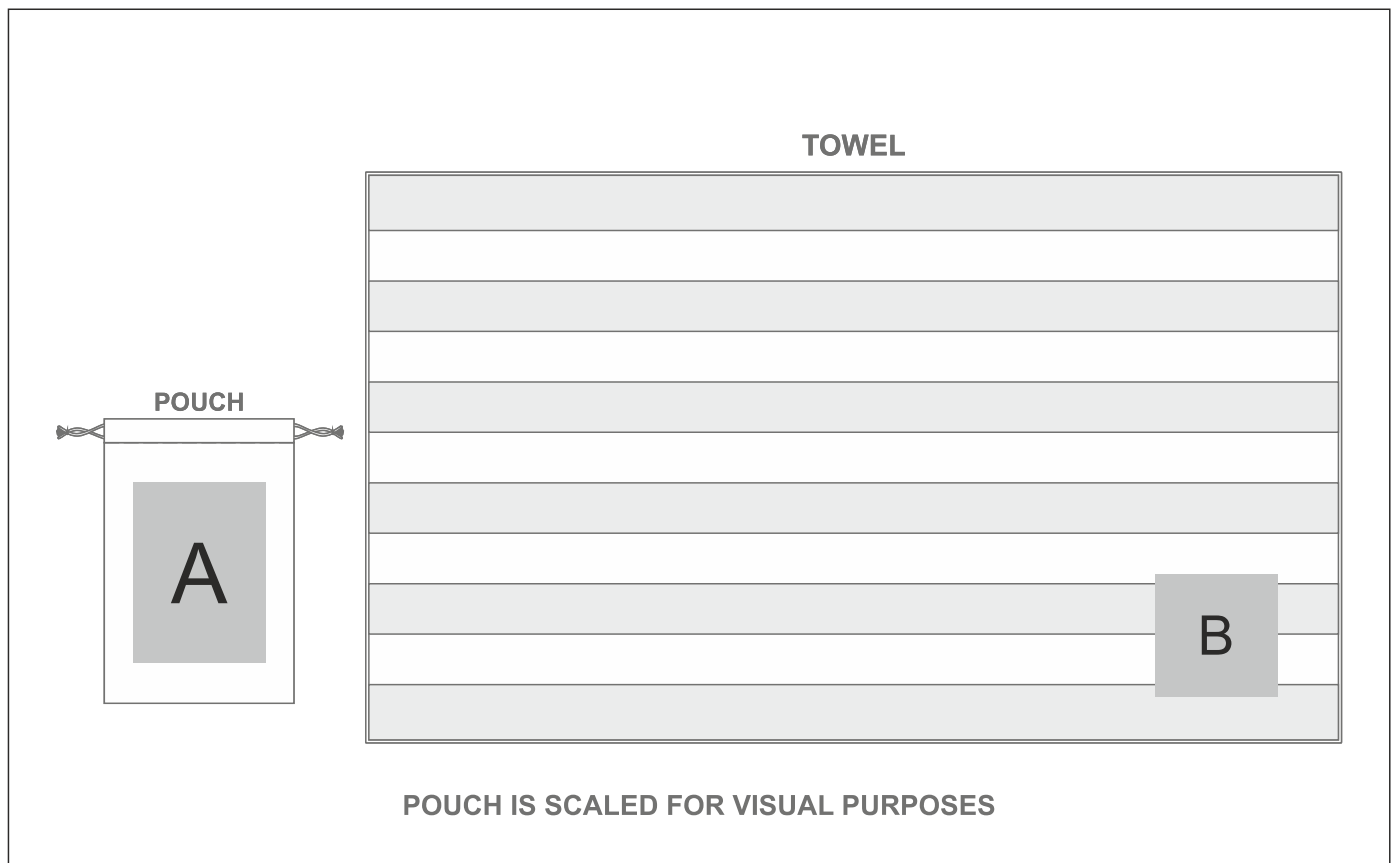 TOWEL
POUCH
A
B
POUCH IS SCALED FOR VISUAL PURPOSES